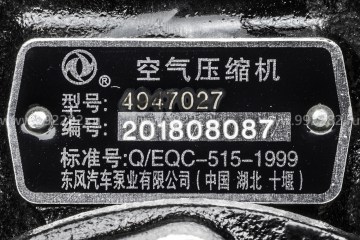 ® 空气压缩机
型号: 4047027
编号: 201808087
标准号:Q/EQC-515-1999
东风汽车泵业有限公司(中国 湖北 十堰)